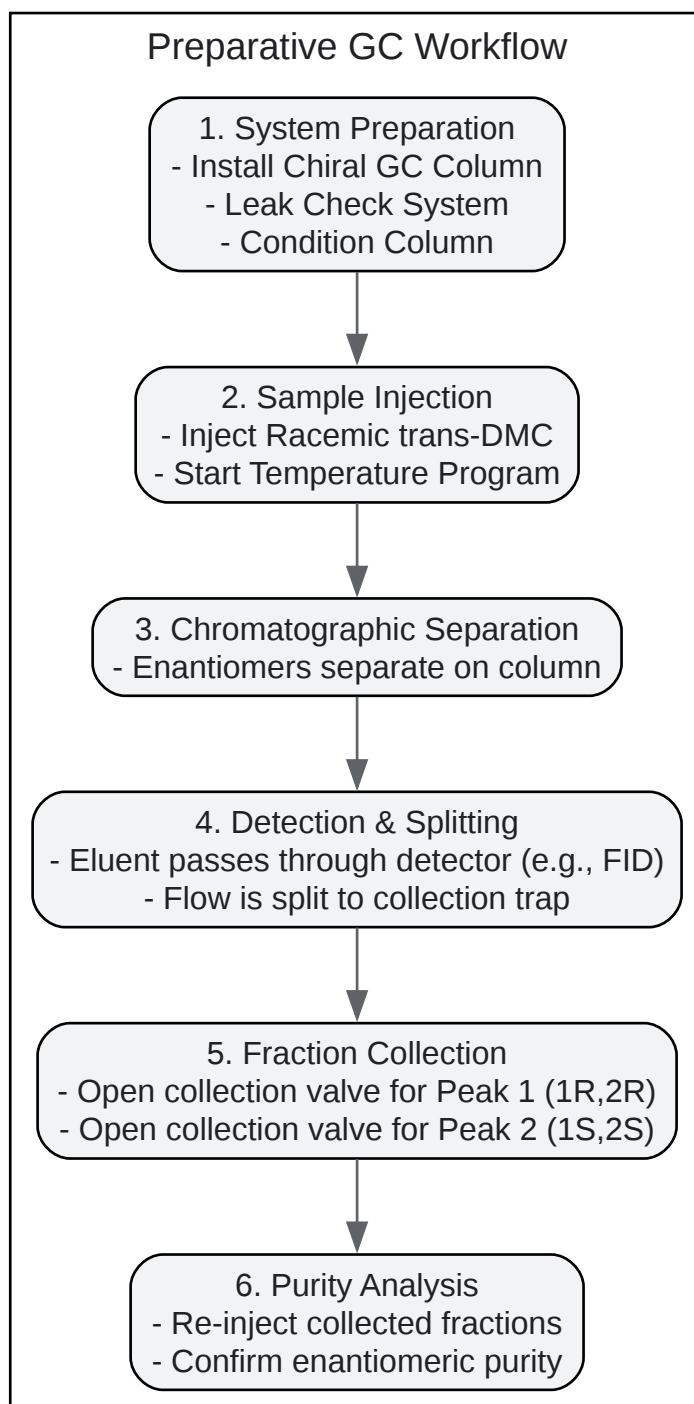 Preparative GC Workflow
1. System Preparation
- Install Chiral GC Column
- Leak Check System
- Condition Column
2. Sample Injection
- Inject Racemic trans-DMC
- Start Temperature Program
3. Chromatographic Separation
- Enantiomers separate on column
4. Detection & Splitting
- Eluent passes through detector (e.g., FID)
- Flow is split to collection trap
5. Fraction Collection
- Open collection valve for Peak 1 (1R,2R)
- Open collection valve for Peak 2 (1S,2S)
6. Purity Analysis
- Re-inject collected fractions
- Confirm enantiomeric purity